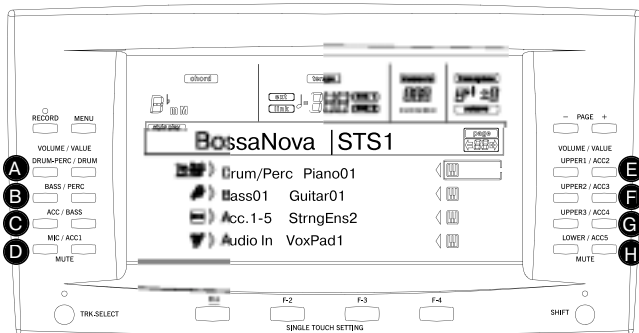 chord
ext
link
RECORD MENU
− PAGE +
style play
page
BossaNova |STS1
VOLUME / VALUE
VOLUME / VALUE
A DRUM-PERC / DRUM
UPPER1 / ACC2 E
Drum/Perc Piano01
B BASS / PERC
UPPER2 / ACC3 F
Bass01 Guitar01
C ACC / BASS
UPPER3 / ACC4 G
Acc.1-5 StrngEns2
D MIC / ACC1
LOWER / ACC5 H
Audio In VoxPad1
MUTE
MUTE
TRK-SELECT
F-2 F-3 F-4
SHIFT
SINGLE TOUCH SETTING